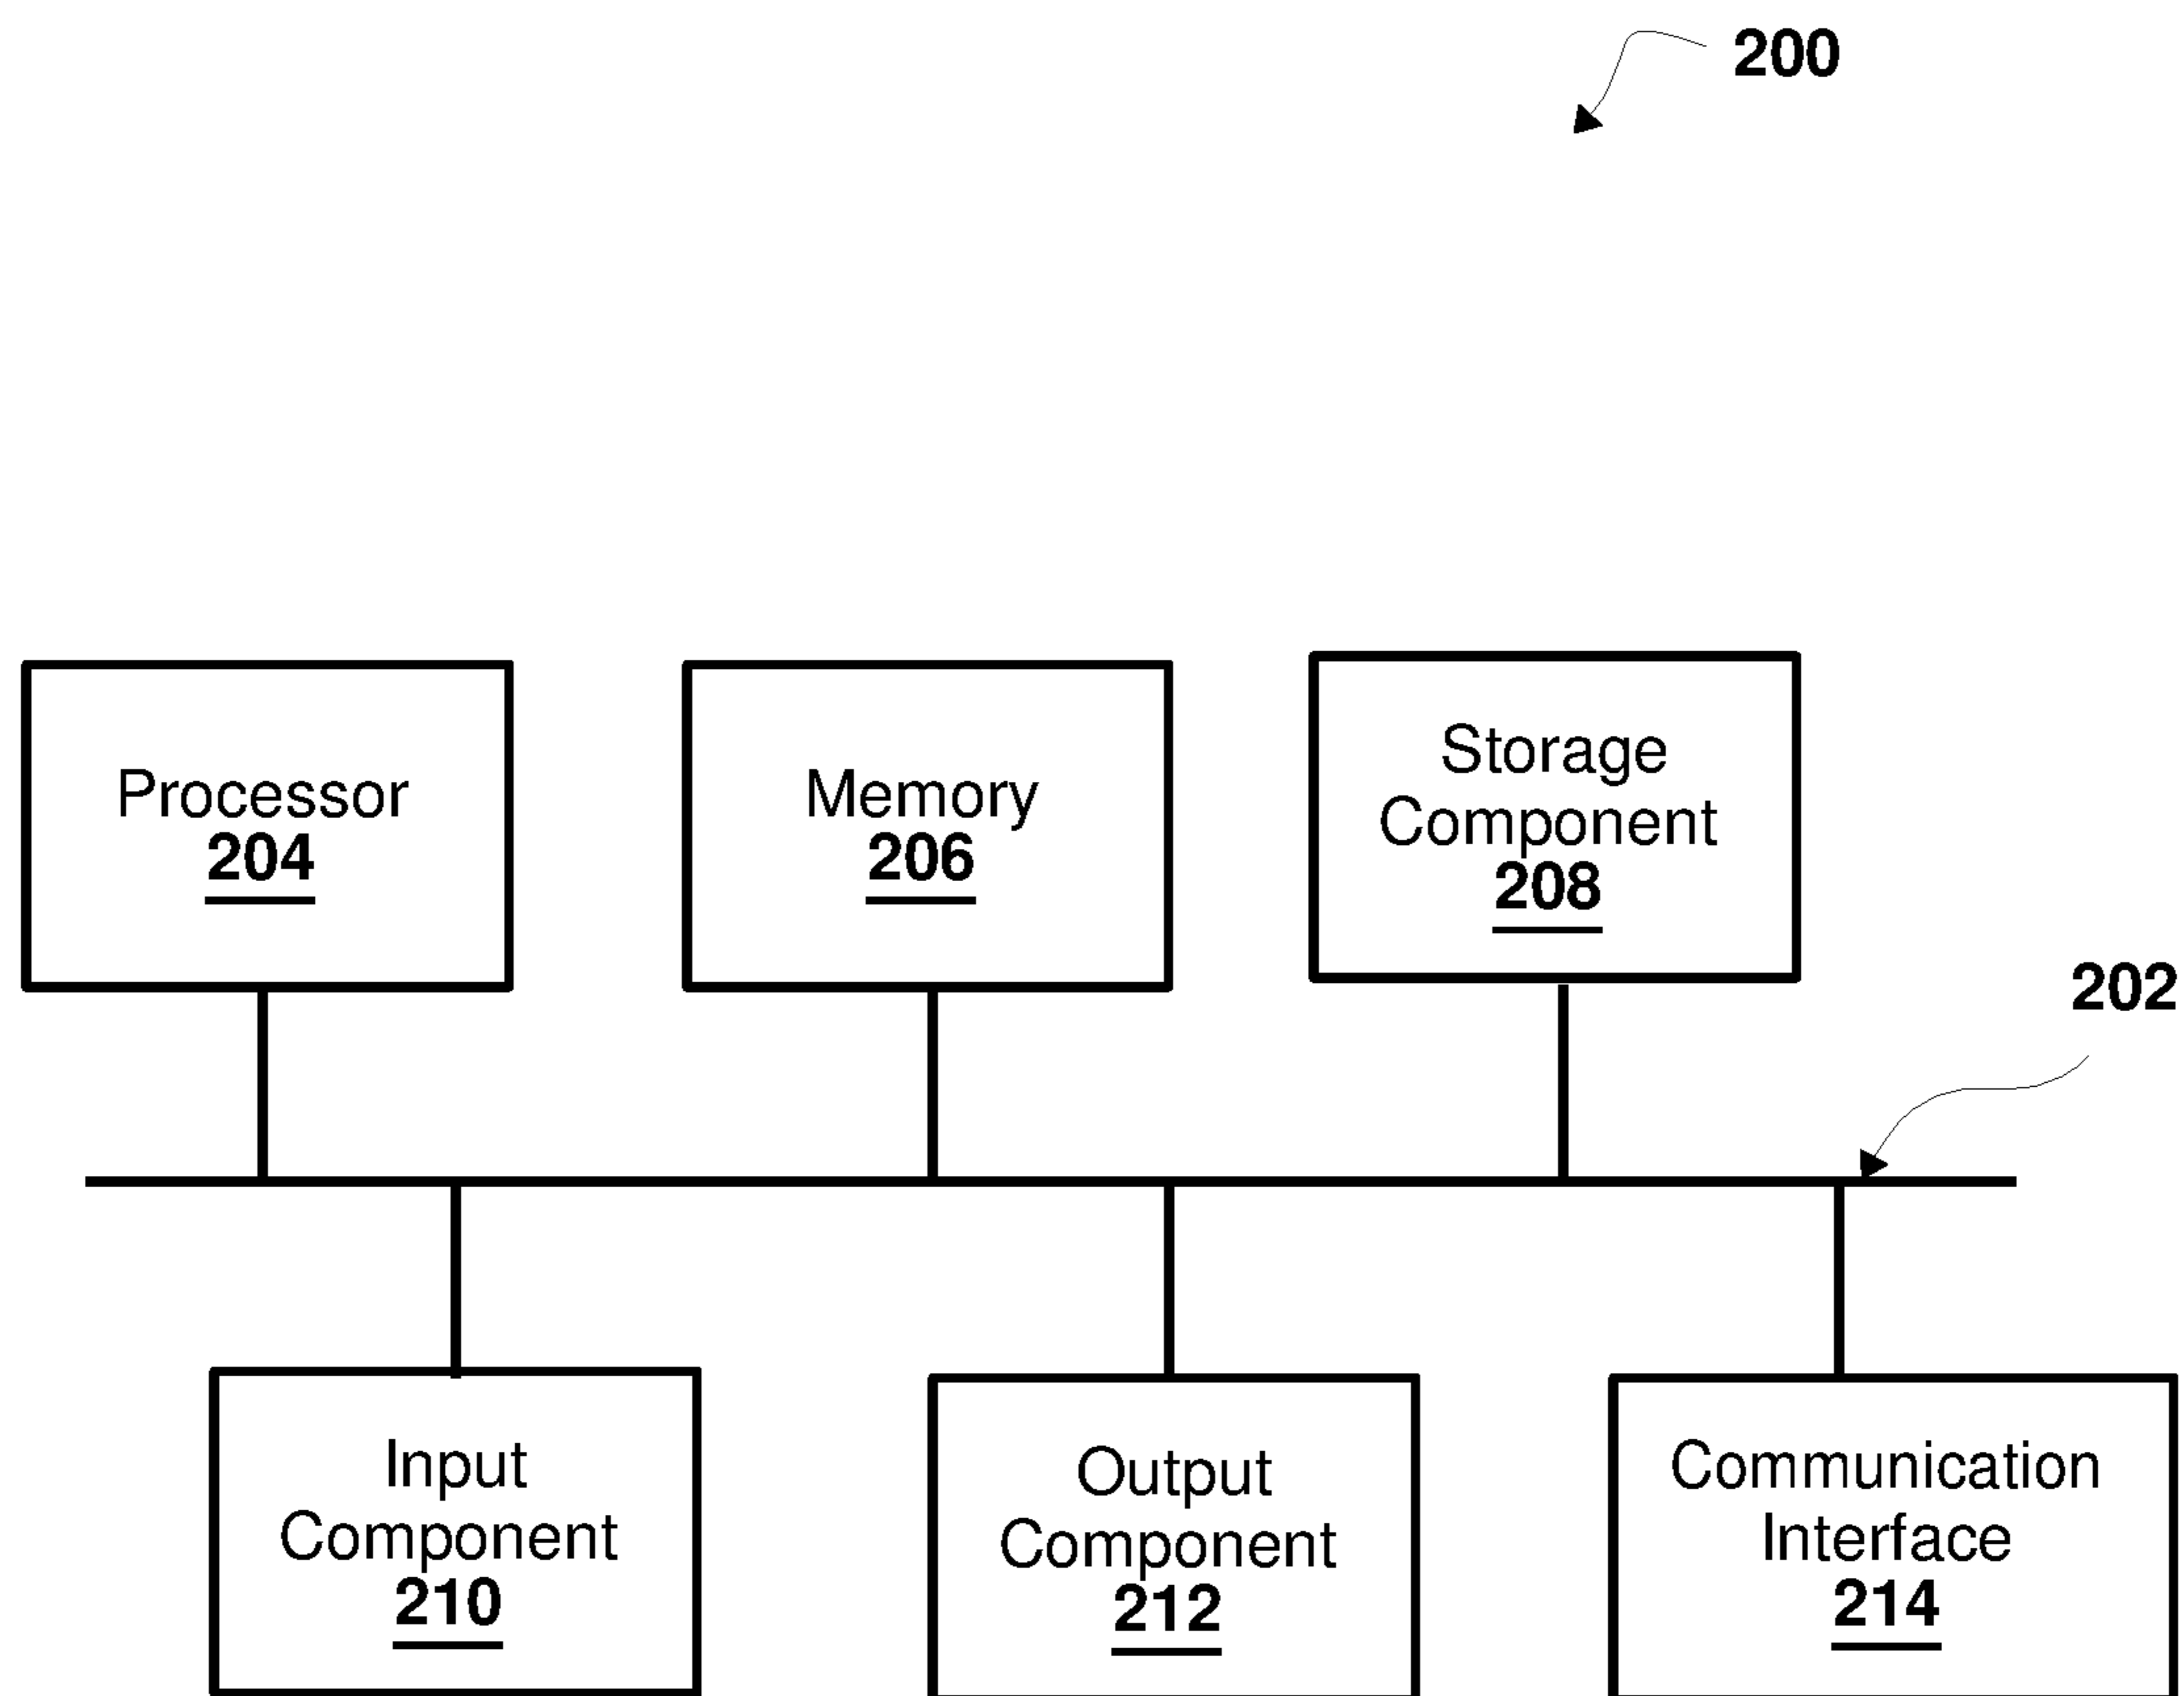 200
Processor
204
Memory
206
Storage
Component
208
202
Input
Component
210
Output
Component
212
Communication
Interface
214